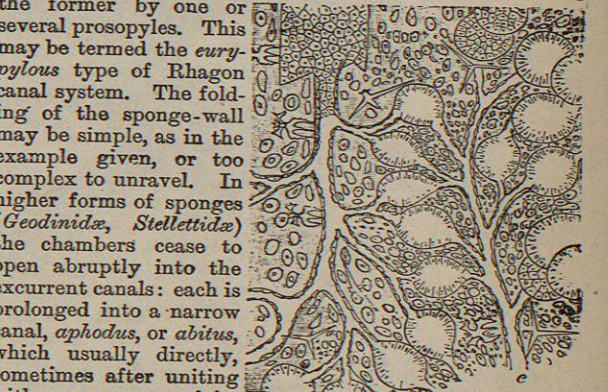 the former by one or
several prosopyles. This
may be termed the eury-
pylous type of Rhagon
canal system. The fold-
ing of the sponge-wall
may be simple, as in the
example given, or too
complex to unravel. In
higher forms of sponges
(Geodinidæ, Stellettidæ)
the chambers cease to
open abruptly into the
excurrent canals: each is
prolonged into a narrow
canal, aphodus, or abitus,
which usually directly,
sometimes after uniting
e